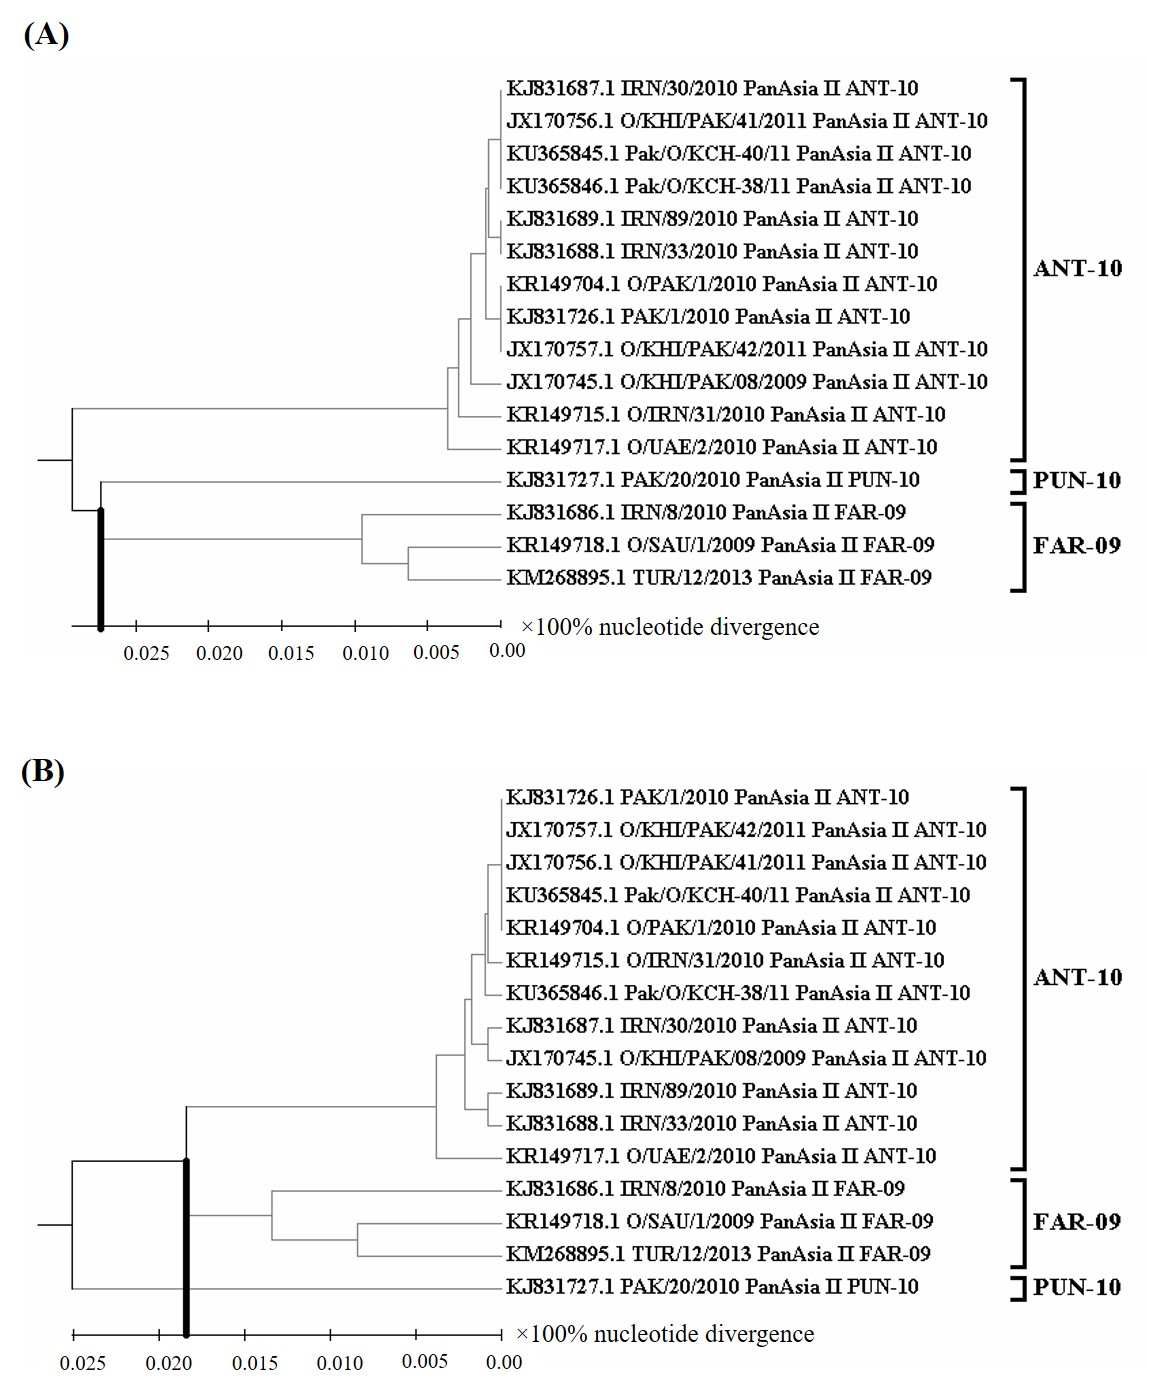 (A)
KJ831687.1 IRN/30/2010 PanAsia II ANT-10
JX170756.1 O/KHI/PAK/41/2011 PanAsia II ANT-10
KU365845.1 Pak/O/KCH-40/11 PanAsia II ANT-10
KU365846.1 Pak/O/KCH-38/11 PanAsia II ANT-10
KJ831689.1 IRN/89/2010 PanAsia II ANT-10
KJ831688.1 IRN/33/2010 PanAsia II ANT-10
ANT-10
KR149704.1 O/PAK/1/2010 PanAsia II ANT-10
KJ831726.1 PAK/1/2010 PanAsia II ANT-10
JX170757.1 O/KHI/PAK/42/2011 PanAsia II ANT-10
JX170745.1 O/KHI/PAK/08/2009 PanAsia II ANT-10
KR149715.1 O/IRN/31/2010 PanAsia II ANT-10
KR149717.1 O/UAE/2/2010 PanAsia II ANT-10
KJ831727.1 PAK/20/2010 PanAsia II PUN-10
PUN-10
KJ831686.1 IRN/8/2010 PanAsia II FAR-09
KR149718.1 O/SAU/1/2009 PanAsia II FAR-09
FAR-09
KM268895.1 TUR/12/2013 PanAsia II FAR-09
×100% nucleotide divergence
0.025 0.020 0.015 0.010 0.005 0.00
(B)
KJ831726.1 PAK/1/2010 PanAsia II ANT-10
JX170757.1 O/KHI/PAK/42/2011 PanAsia II ANT-10
JX170756.1 O/KHI/PAK/41/2011 PanAsia II ANT-10
KU365845.1 Pak/O/KCH-40/11 PanAsia II ANT-10
KR149704.1 O/PAK/1/2010 PanAsia II ANT-10
KR149715.1 O/IRN/31/2010 PanAsia II ANT-10
ANT-10
KU365846.1 Pak/O/KCH-38/11 PanAsia II ANT-10
KJ831687.1 IRN/30/2010 PanAsia II ANT-10
JX170745.1 O/KHI/PAK/08/2009 PanAsia II ANT-10
KJ831689.1 IRN/89/2010 PanAsia II ANT-10
KJ831688.1 IRN/33/2010 PanAsia II ANT-10
KR149717.1 O/UAE/2/2010 PanAsia II ANT-10
KJ831686.1 IRN/8/2010 PanAsia II FAR-09
KR149718.1 O/SAU/1/2009 PanAsia II FAR-09
FAR-09
KM268895.1 TUR/12/2013 PanAsia II FAR-09
KJ831727.1 PAK/20/2010 PanAsia II PUN-10
PUN-10
×100% nucleotide divergence
0.025 0.020 0.015 0.010 0.005 0.00